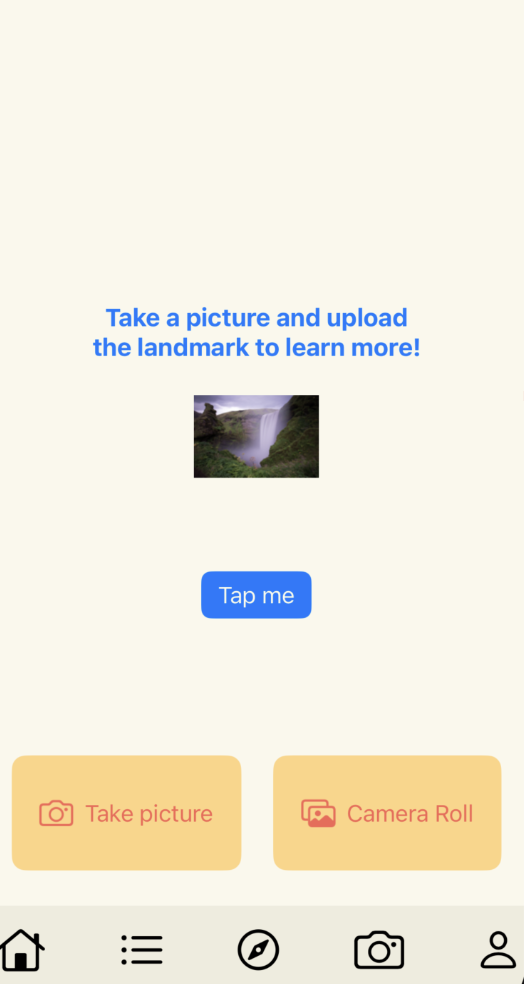 Take a picture and upload
the landmark to learn more!
Tap me
Take picture
Camera Roll